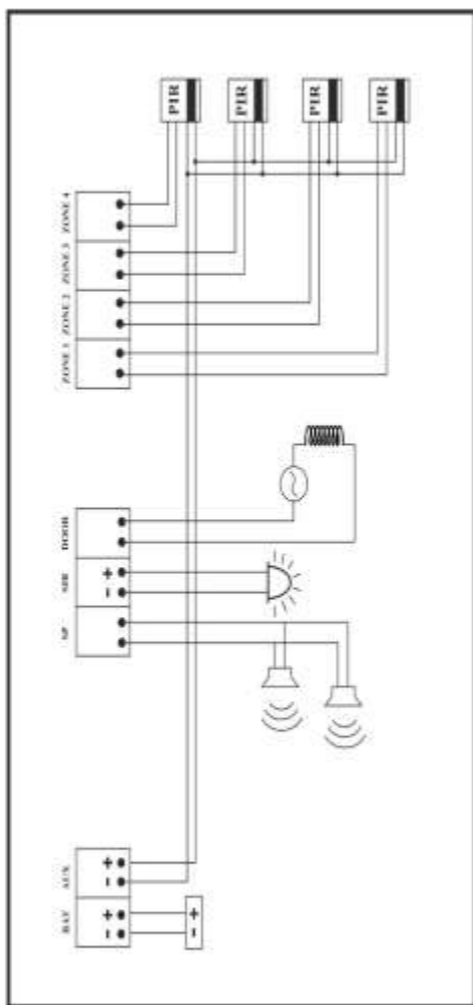 PIR
PIR
PIR
PIR
ZONE 4
ZONE 3
ZONE 2
ZONE 1
DOOR
SIR
+
-
SP
AUX
+
-
BAT
+
-
+
-